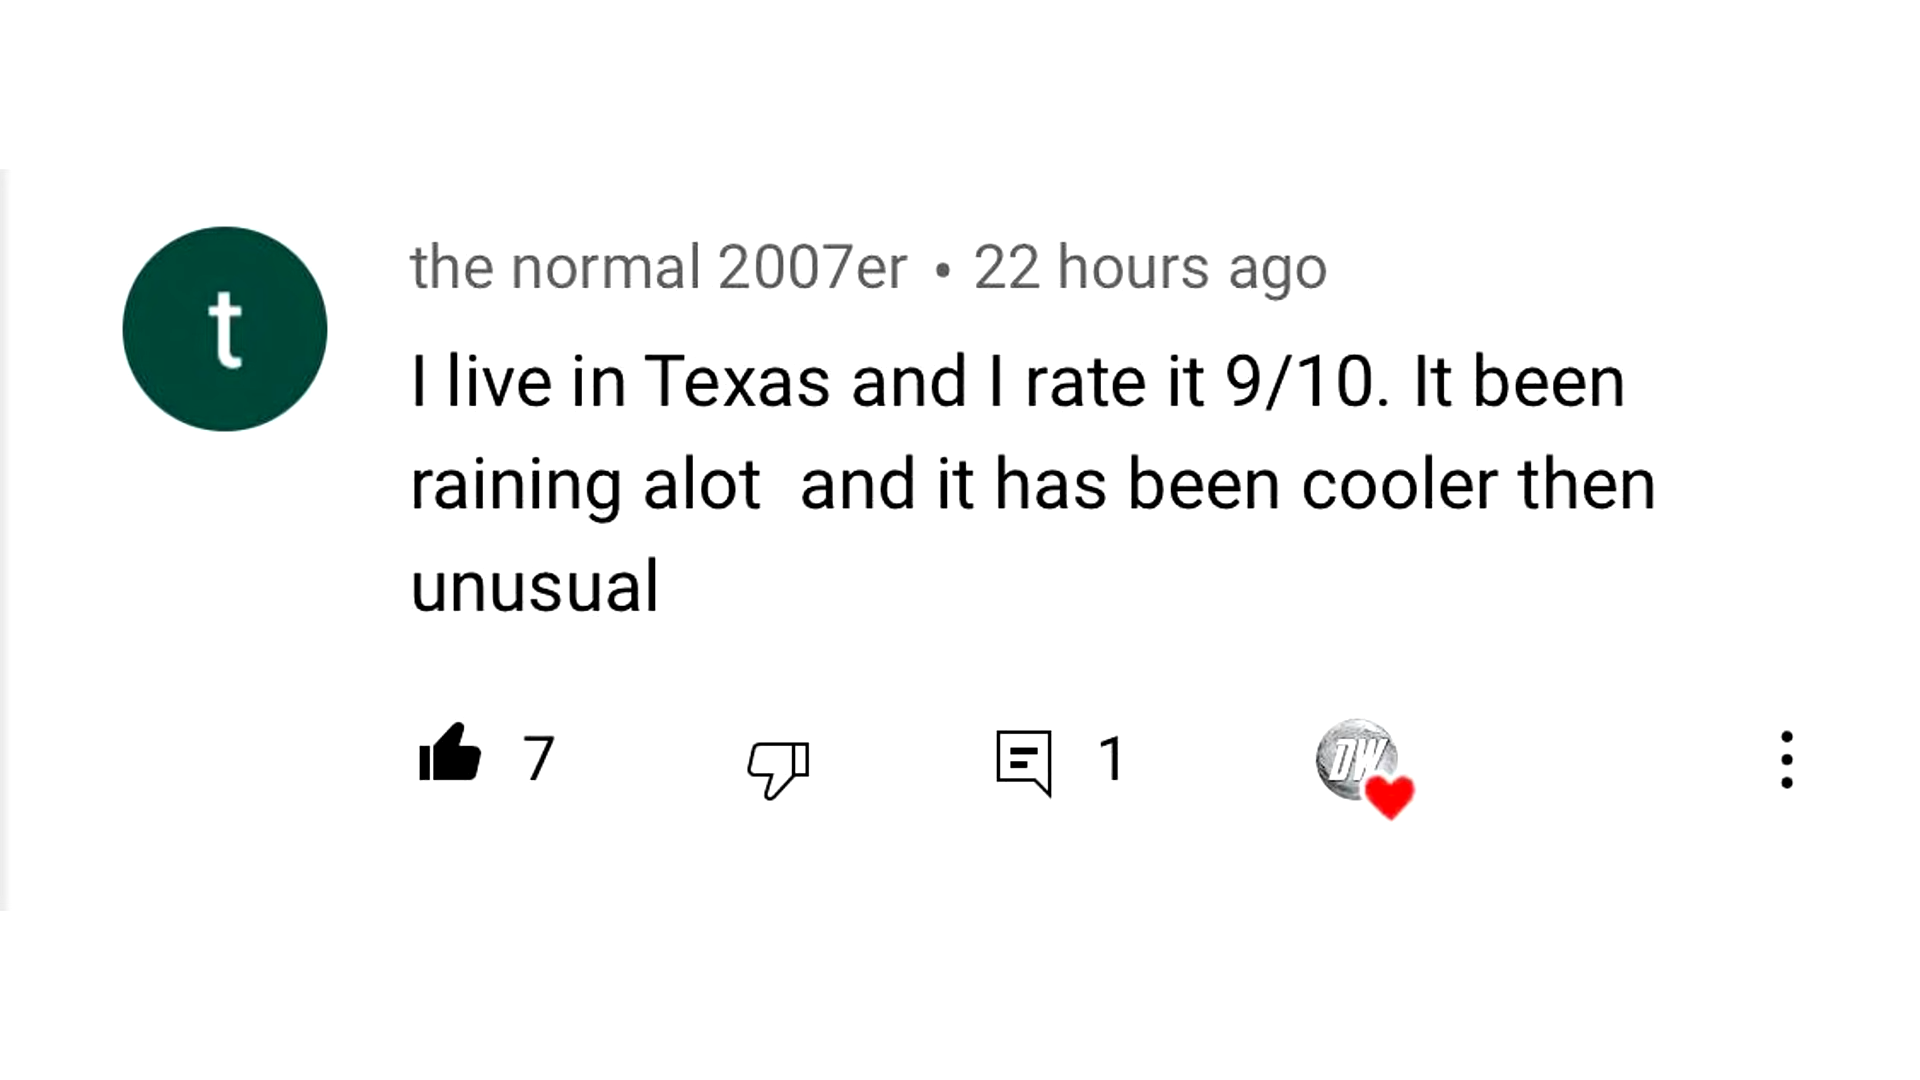 t
the normal 2007er • 22 hours ago
I live in Texas and I rate it 9/10. It been
raining alot  and it has been cooler then
unusual
7
1
DW